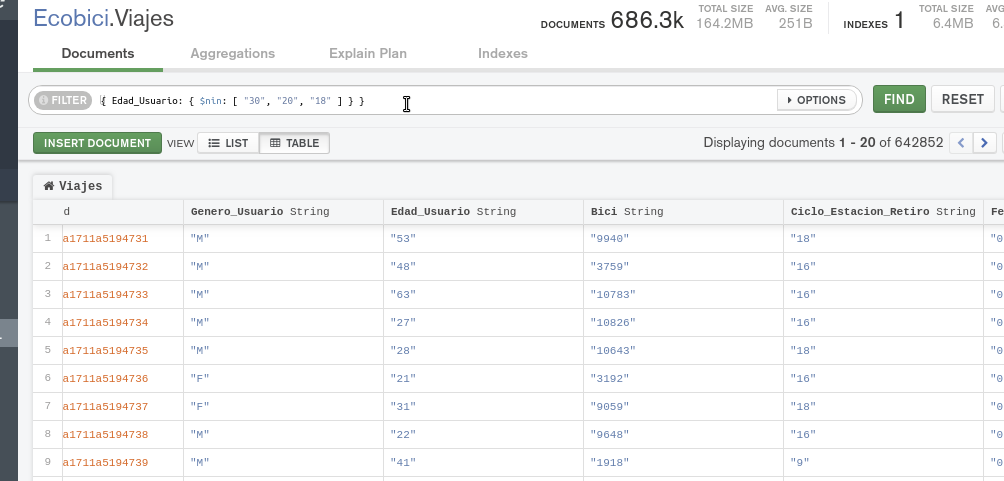 Ecobici.Viajes
DOCUMENTS 686.3k TOTAL SIZE 164.2MB AVG. SIZE 251B INDEXES 1 TOTAL SIZE 6.4MB AVG 6.
Documents Aggregations Explain Plan Indexes
FILTER { Edad_Usuario: { $nin: [ "30", "20", "18" ] } } OPTIONS FIND RESET
INSERT DOCUMENT VIEW LIST TABLE Displaying documents 1 - 20 of 642852 < >
Viajes
d Genero_Usuario String Edad_Usuario String Bici String Ciclo_Estacion_Retiro String Fe
1 a1711a5194731 "M" "53" "9940" "18" "0
2 a1711a5194732 "M" "48" "3759" "16" "0
3 a1711a5194733 "M" "63" "10783" "16" "0
4 a1711a5194734 "M" "27" "10826" "16" "0
5 a1711a5194735 "M" "28" "10643" "18" "0
6 a1711a5194736 "F" "21" "3192" "16" "0
7 a1711a5194737 "F" "31" "9059" "18" "0
8 a1711a5194738 "M" "22" "9648" "16" "0
9 a1711a5194739 "M" "41" "1918" "9" "0